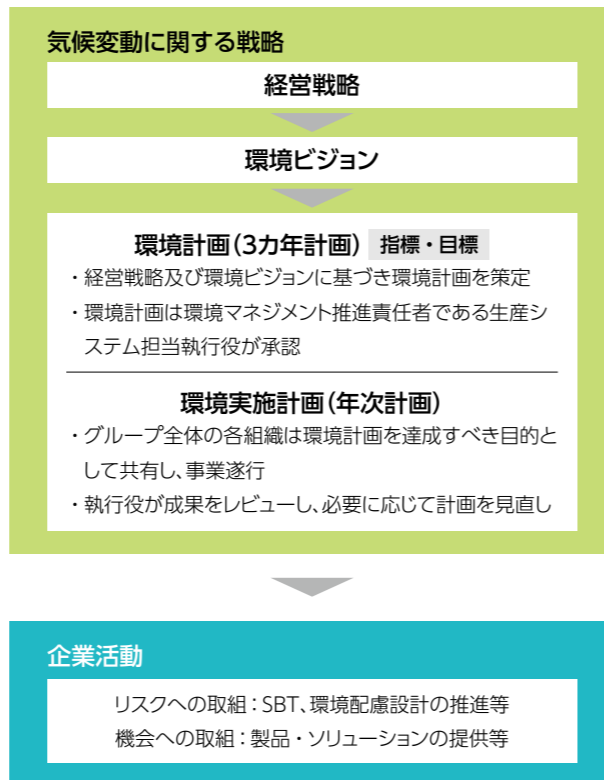 気候変動に関する戦略
経営戦略
環境ビジョン
環境計画(3カ年計画) 指標・目標
・経営戦略及び環境ビジョンに基づき環境計画を策定
・環境計画は環境マネジメント推進責任者である生産シ
ステム担当執行役が承認
環境実施計画(年次計画)
・グループ全体の各組織は環境計画を達成すべき目的と
して共有し、事業遂行
・執行役が成果をレビューし、必要に応じて計画を見直し
企業活動
リスクへの取組：SBT、環境配慮設計の推進等
機会への取組：製品・ソリューションの提供等